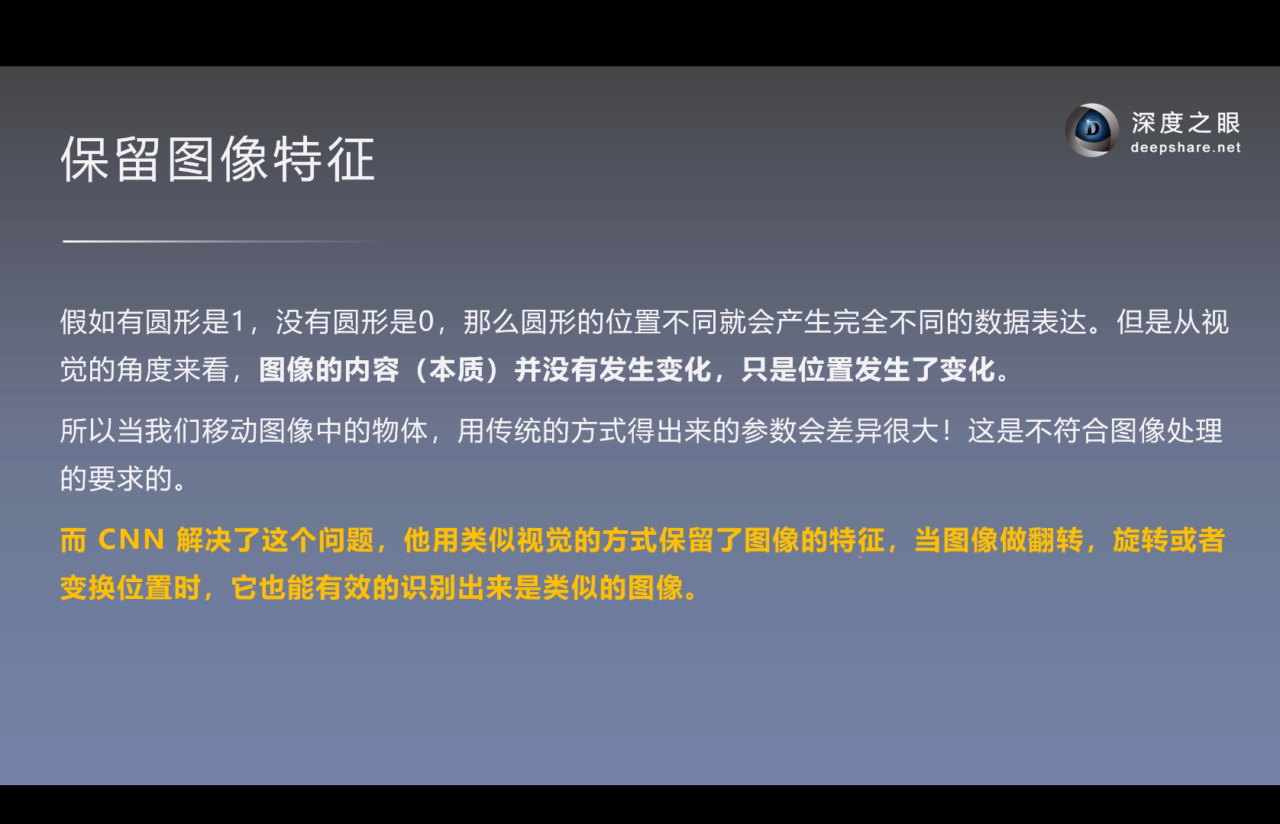 深度之眼
deepshare.net
保留图像特征
假如有圆形是1，没有圆形是0，那么圆形的位置不同就会产生完全不同的数据表达。但是从视
觉的角度来看，图像的内容（本质）并没有发生变化，只是位置发生了变化。
所以当我们移动图像中的物体，用传统的方式得出来的参数会差异很大！这是不符合图像处理
的要求的。
而 CNN 解决了这个问题，他用类似视觉的方式保留了图像的特征，当图像做翻转，旋转或者
变换位置时，它也能有效的识别出来是类似的图像。